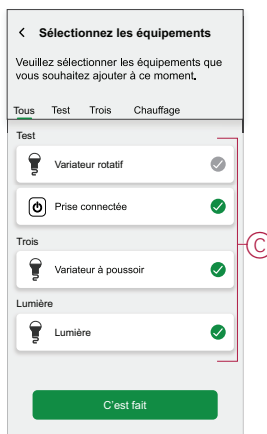 Sélectionnez les équipements
Veuillez sélectionner les équipements que
vous souhaitez ajouter à ce moment.
Tous Test Trois Chauffage
Test
Variateur rotatif
Prise connectée
Trois
Variateur à poussoir
Lumière
Lumière
C'est fait
C